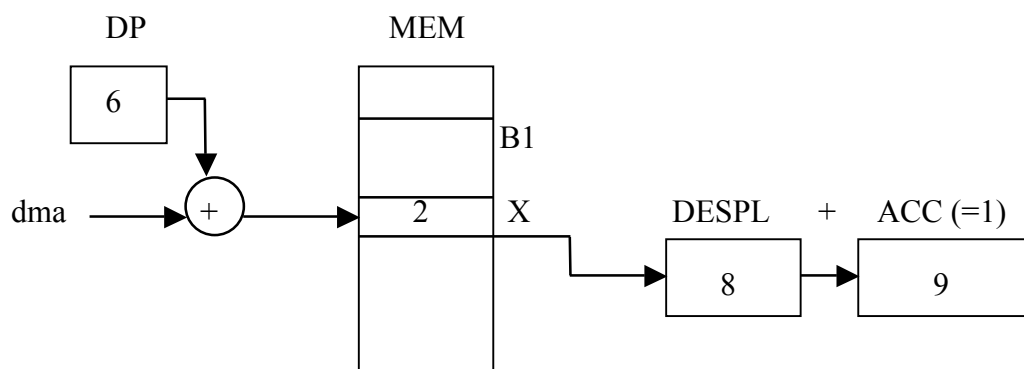 DP MEM
6
B1
dma + 2 X DESPL + ACC (=1)
8 9